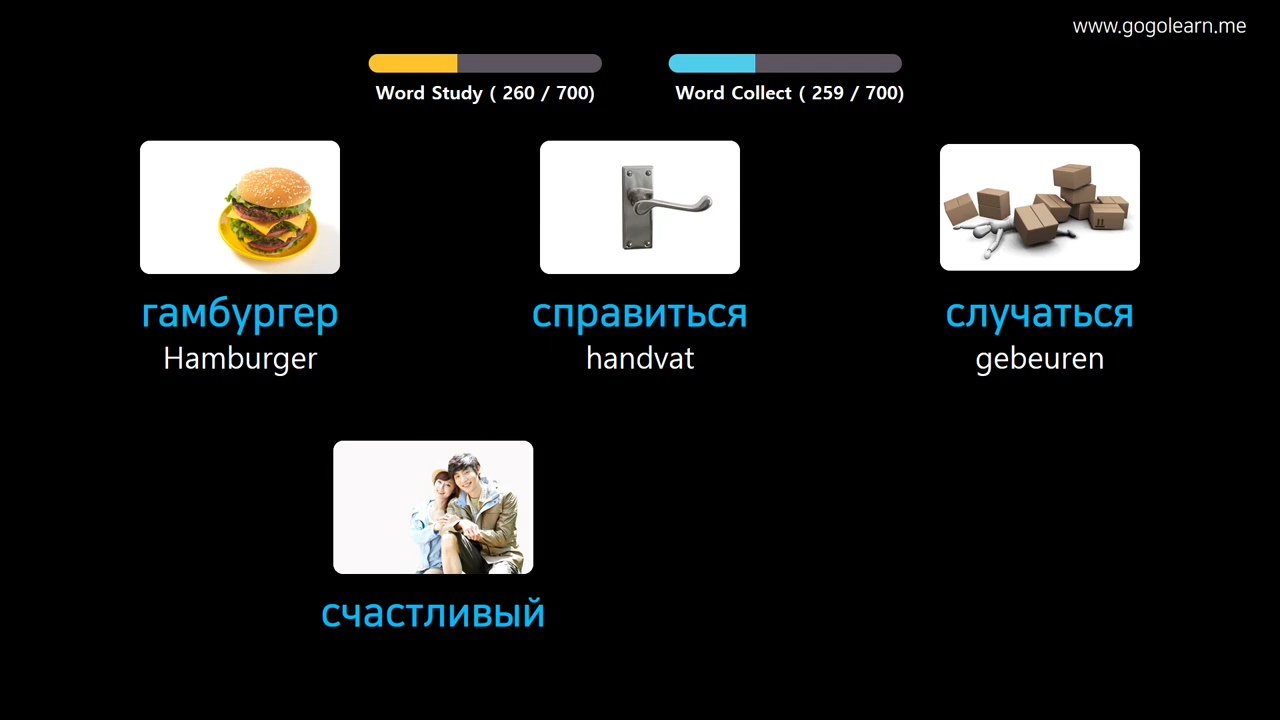 www.gogolearn.me
Word Study ( 260 / 700)
Word Collect ( 259 / 700)
гамбургер
Hamburger
справиться
handvat
случаться
gebeuren
счастливый